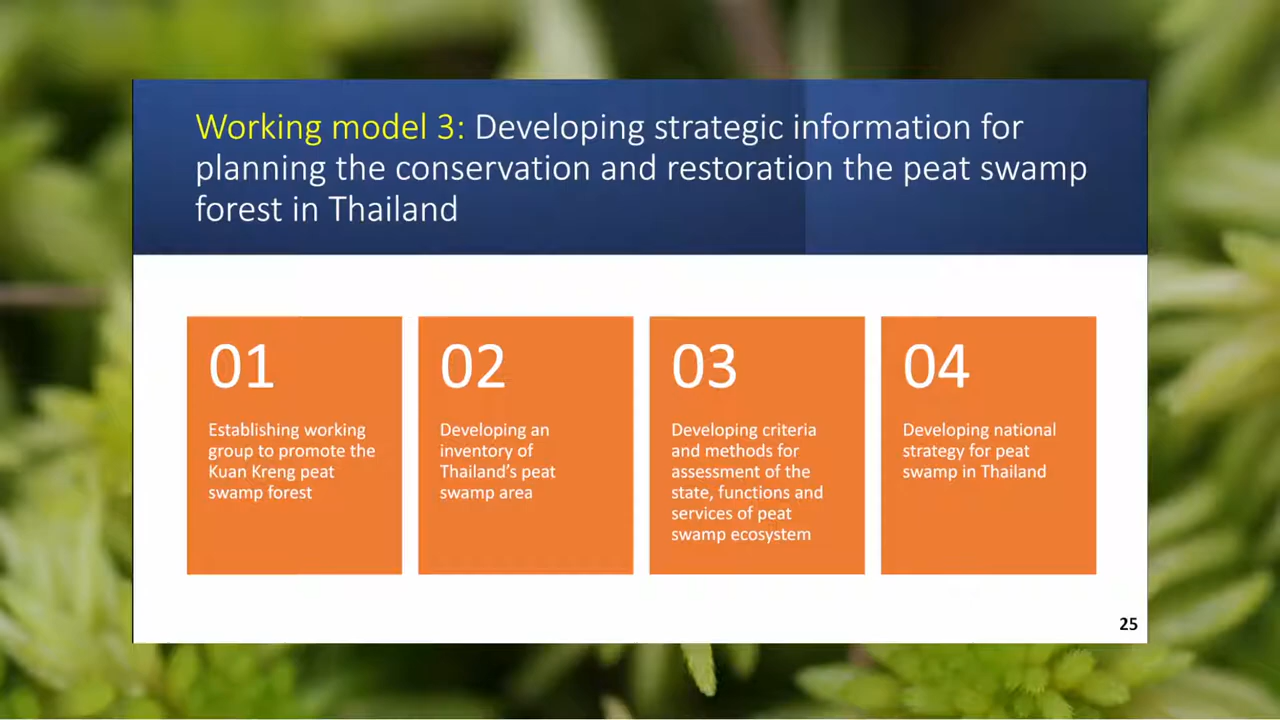 Working model 3: Developing strategic information for
planning the conservation and restoration the peat swamp
forest in Thailand
01
Establishing working
group to promote the
Kuan Kreng peat
swamp forest
02
Developing an
inventory of
Thailand's peat
swamp area
03
Developing criteria
and methods for
assessment of the
state, functions and
services of peat
swamp ecosystem
04
Developing national
strategy for peat
swamp in Thailand
25